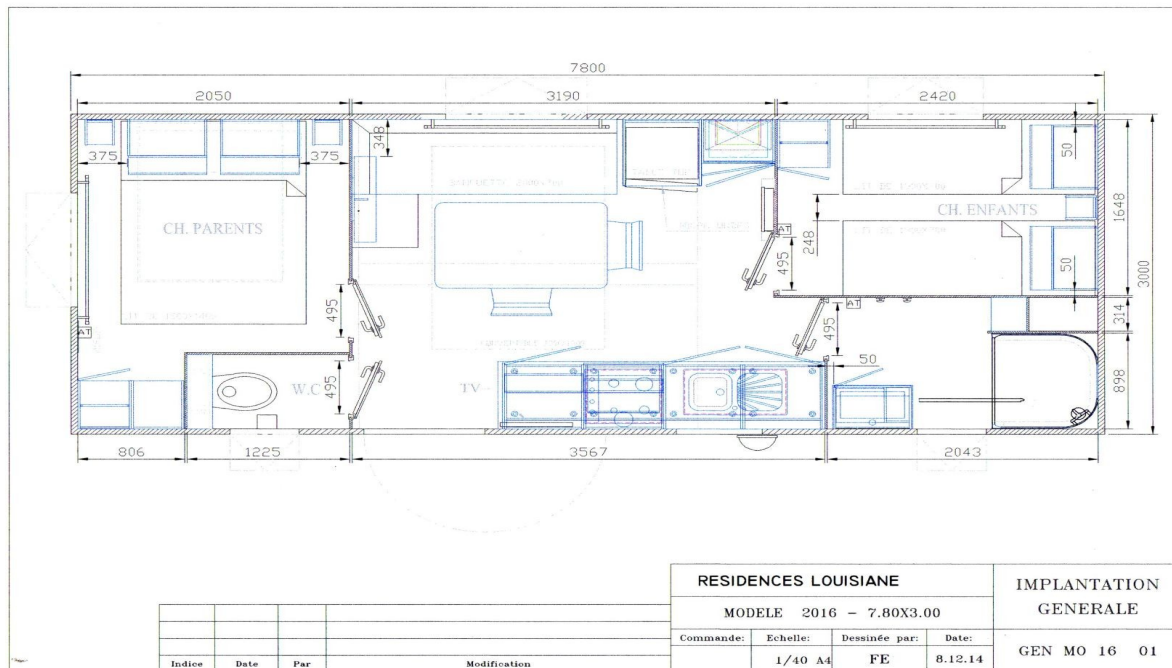 7800
2050
3190
2420
375
375
348
50
CH. PARENTS
CH. ENFANTS
1648
248
495
50
3000
AT
AT
495
AT
495
314
W.C
495
TV
50
898
806
1225
3567
2043
RESIDENCES LOUISIANE
MODELE 2016 - 7.80X3.00
Commande: Echelle: Dessinée par: Date:
1/40 A4 FE 8.12.14
IMPLANTATION
GENERALE
GEN MO 16 01
Indice Date Par Modification